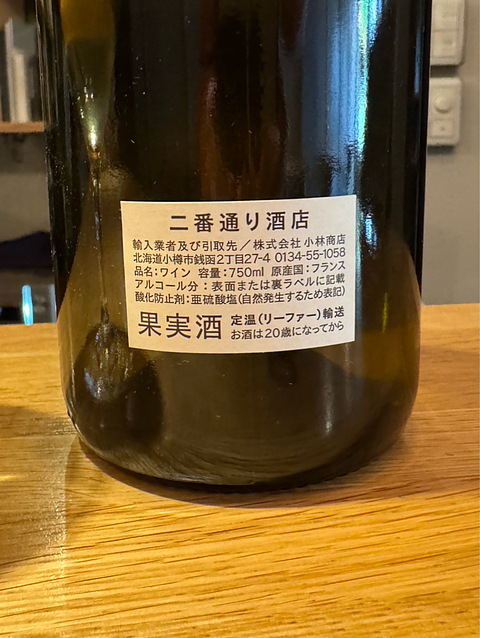 二番通り酒店
輸入業者及び引取先／株式会社 小林商店
北海道小樽市銭函2丁目27-4 0134-55-1058
品名:ワイン 容量:750ml 原産国:フランス
アルコール分:表面または裏ラベルに記載
酸化防止剤:亜硫酸塩(自然発生するため表記)
果実酒 定温(リーファー)輸送
お酒は20歳になってから